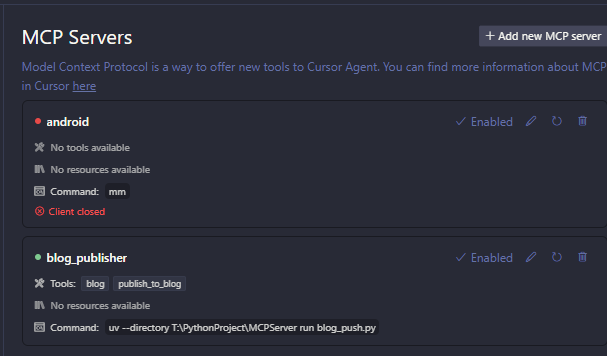 MCP Servers
+ Add new MCP server
Model Context Protocol is a way to offer new tools to Cursor Agent. You can find more information about MCP
in Cursor here
android
Enabled
No tools available
No resources available
Command: mm
Client closed
blog_publisher
Enabled
Tools: blog publish_to_blog
No resources available
Command: uv --directory T:\PythonProject\MCPServer run blog_push.py